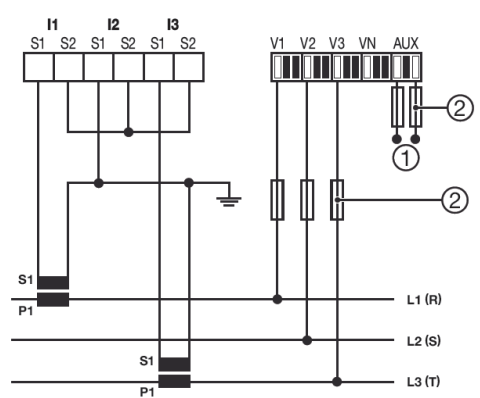 I1 I2 I3
S1 S2 S1 S2 S1 S2 V1 V2 V3 VN AUX
2
1
2
S1
P1
L1 (R)
L2 (S)
S1
L3 (T)
P1